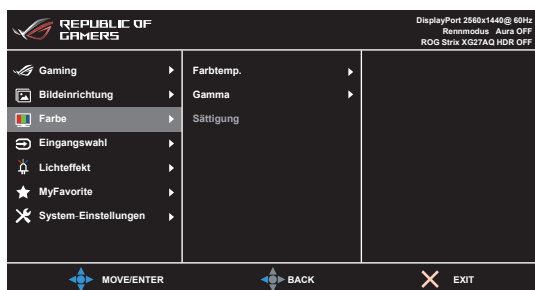 REPUBLIC OF
GAMERS
DisplayPort 2560x1440@ 60Hz
Rennmodus Aura OFF
ROG Strix XG27AQ HDR OFF
Gaming
Bildeinrichtung
Farbe
Eingangswahl
Lichteffekt
MyFavorite
System-Einstellungen
Farbtemp.
Gamma
Sättigung
MOVE/ENTER
BACK
EXIT